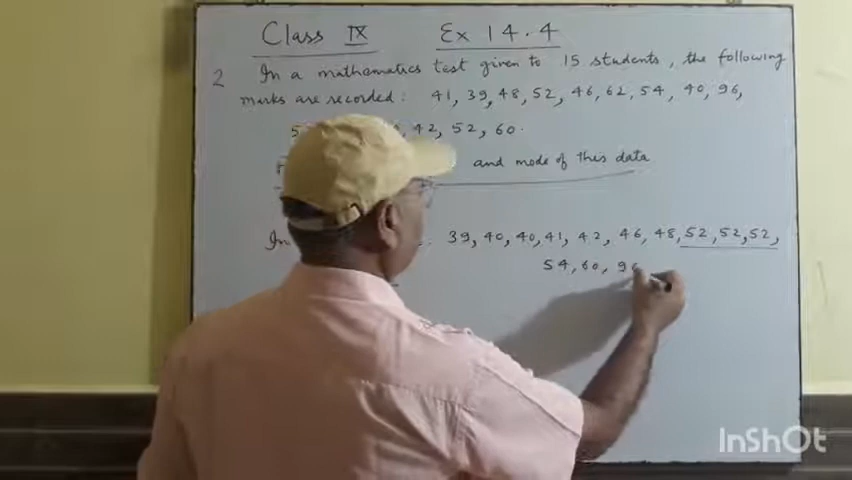 Class IX Ex 14.4
2 In a mathematics test given to 15 students, the following
marks are recorded: 41, 39, 48, 52, 46, 62, 54, 40, 96,
42, 52, 60.
and mode of this data
In 39, 40, 40, 41, 42, 46, 48, 52, 52, 52,
54, 60, 96
InShOt